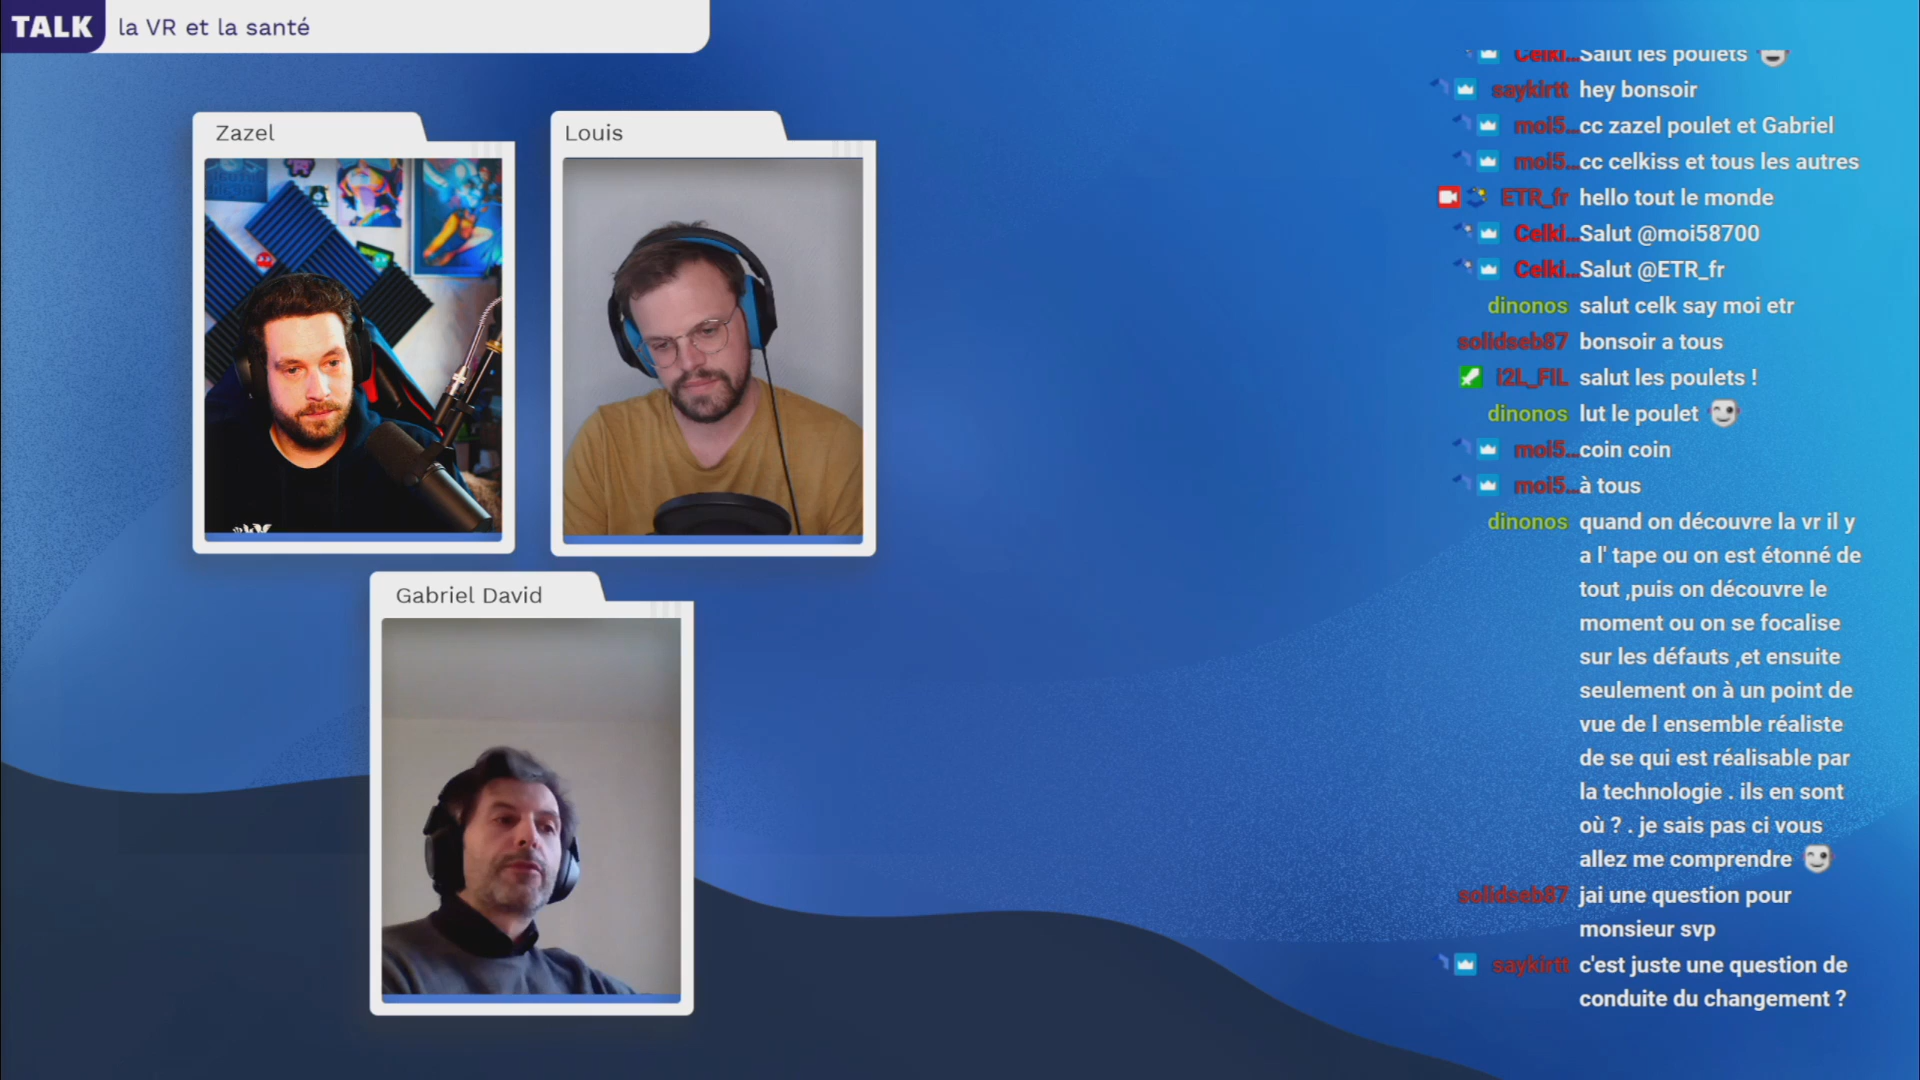 TALK la VR et la santé
Zazel
Louis
Gabriel David
Celki...Salut les poulets
saykirtt hey bonsoir
moi5...cc zazel poulet et Gabriel
moi5...cc celkiss et tous les autres
ETR_fr hello tout le monde
Celki...Salut @moi58700
Celki...Salut @ETR_fr
dinonos salut celk say moi etr
solidseb87 bonsoir a tous
I2L_FIL salut les poulets !
dinonos lut le poulet
moi5...coin coin
moi5...à tous
dinonos quand on découvre la vr il y
a l' tape ou on est étonné de
tout ,puis on découvre le
moment ou on se focalise
sur les défauts ,et ensuite
seulement on à un point de
vue de l ensemble réaliste
de se qui est réalisable par
la technologie . ils en sont
où ? . je sais pas ci vous
allez me comprendre
solidseb87 jai une question pour
monsieur svp
saykirtt c'est juste une question de
conduite du changement ?